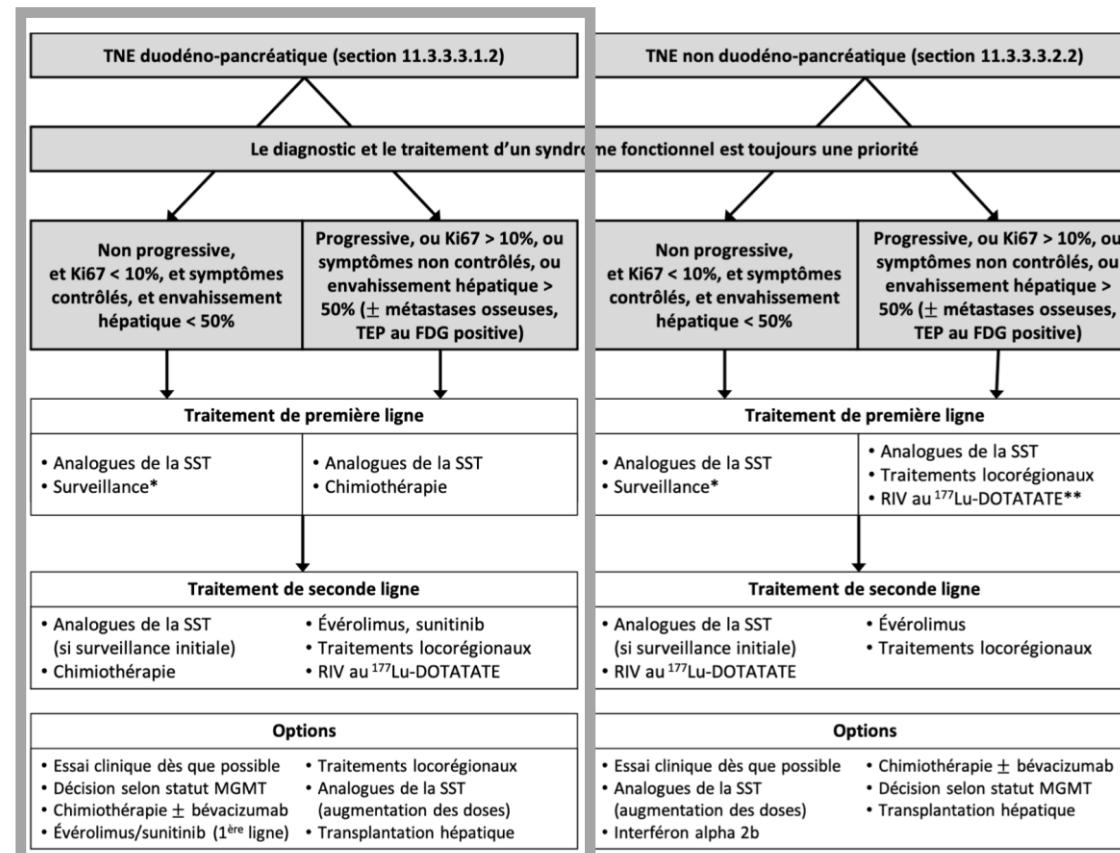 TNE duodéno-pancréatique (section 11.3.3.3.1.2)
TNE non duodéno-pancréatique (section 11.3.3.3.2.2)
Le diagnostic et le traitement d’un syndrome fonctionnel est toujours une priorité
Non progressive,
et Ki67 < 10%, et symptômes
contrôlés, et envahissement
hépatique < 50%
Progressive, ou Ki67 > 10%, ou
symptômes non contrôlés, ou
envahissement hépatique >
50% (± métastases osseuses,
TEP au FDG positive)
Non progressive,
et Ki67 < 10%, et symptômes
contrôlés, et envahissement
hépatique < 50%
Progressive, ou Ki67 > 10%, ou
symptômes non contrôlés, ou
envahissement hépatique >
50% (± métastases osseuses,
TEP au FDG positive)
Traitement de première ligne
• Analogues de la SST
• Surveillance*
• Analogues de la SST
• Chimiothérapie
Traitement de première ligne
• Analogues de la SST
• Surveillance*
• Analogues de la SST
• Traitements locorégionaux
• RIV au ¹⁷⁷Lu-DOTATATE**
Traitement de seconde ligne
• Analogues de la SST
(si surveillance initiale)
• Chimiothérapie
• Évérolimus, sunitinib
• Traitements locorégionaux
• RIV au ¹⁷⁷Lu-DOTATATE
Traitement de seconde ligne
• Analogues de la SST
(si surveillance initiale)
• RIV au ¹⁷⁷Lu-DOTATATE
• Évérolimus
• Traitements locorégionaux
Options
• Essai clinique dès que possible
• Décision selon statut MGMT
• Chimiothérapie ± bévacizumab
• Évérolimus/sunitinib (1ère ligne)
• Traitements locorégionaux
• Analogues de la SST
(augmentation des doses)
• Transplantation hépatique
Options
• Essai clinique dès que possible
• Analogues de la SST
(augmentation des doses)
• Interféron alpha 2b
• Chimiothérapie ± bévacizumab
• Décision selon statut MGMT
• Transplantation hépatique